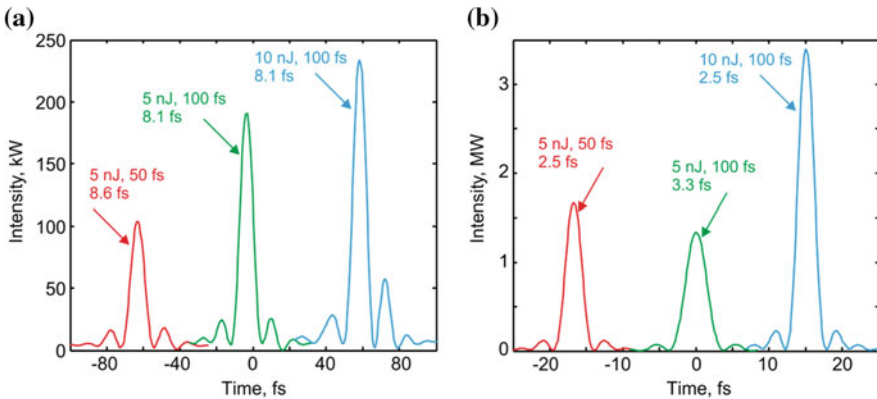 (a)
250
200
150
100
50
0
Intensity, kW
5 nJ, 50 fs
8.6 fs
5 nJ, 100 fs
8.1 fs
10 nJ, 100 fs
8.1 fs
-80
-40
0
40
80
Time, fs
(b)
3
2
1
0
Intensity, MW
5 nJ, 50 fs
2.5 fs
5 nJ, 100 fs
3.3 fs
10 nJ, 100 fs
2.5 fs
-20
-10
0
10
20
Time, fs